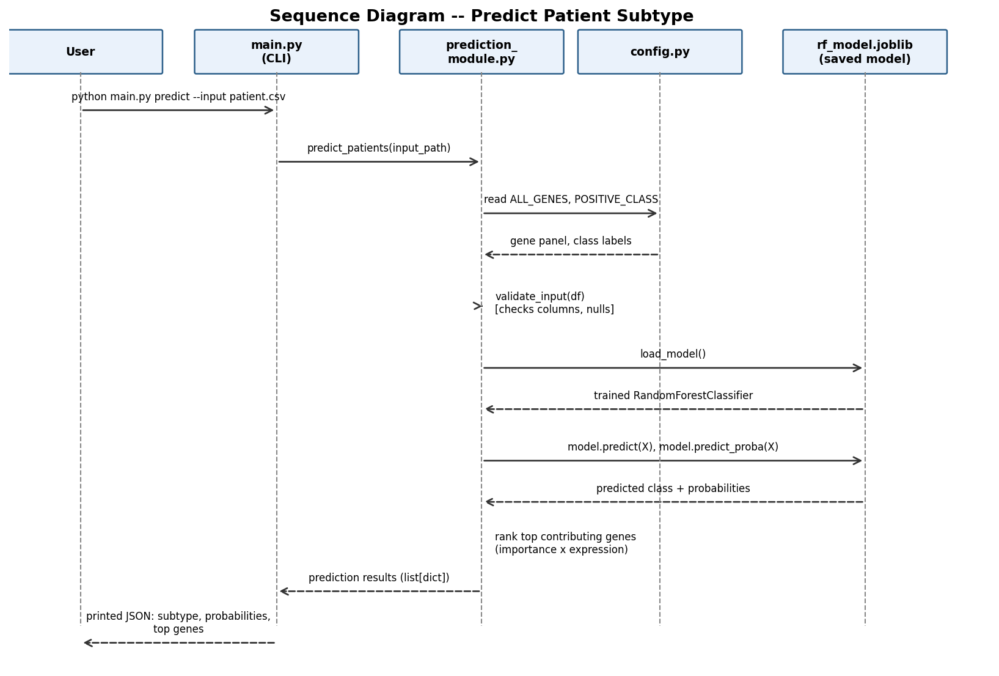 Sequence Diagram -- Predict Patient Subtype
User
main.py
(CLI)
prediction_
module.py
config.py
rf_model.joblib
(saved model)
python main.py predict --input patient.csv
predict_patients(input_path)
read ALL_GENES, POSITIVE_CLASS
gene panel, class labels
validate_input(df)
[checks columns, nulls]
load_model()
trained RandomForestClassifier
model.predict(X), model.predict_proba(X)
predicted class + probabilities
rank top contributing genes
(importance x expression)
prediction results (list[dict])
printed JSON: subtype, probabilities,
top genes